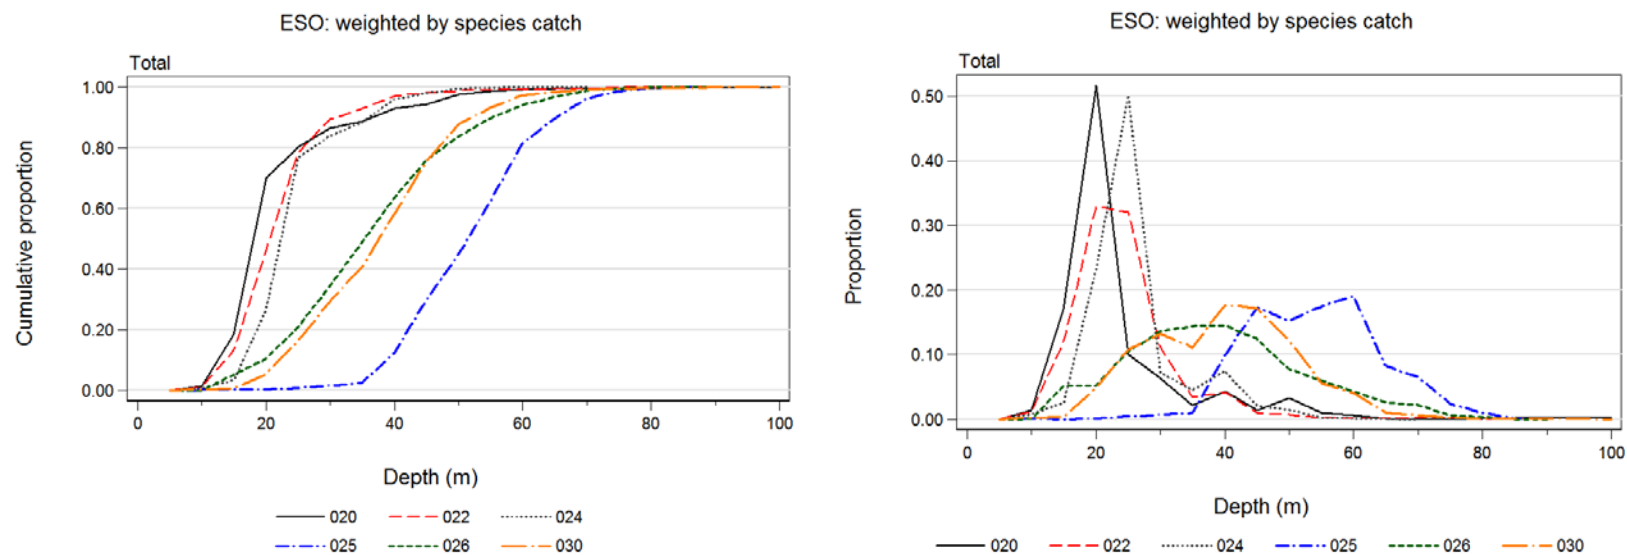 ESO: weighted by species catch
Total
1.00
0.80
0.60
0.40
0.20
0.00
Cumulative proportion
0 20 40 60 80 100
Depth (m)
020 022 024
025 026 030
ESO: weighted by species catch
Total
0.50
0.40
0.30
0.20
0.10
0.00
Proportion
0 20 40 60 80 100
Depth (m)
020 022 024 025 026 030